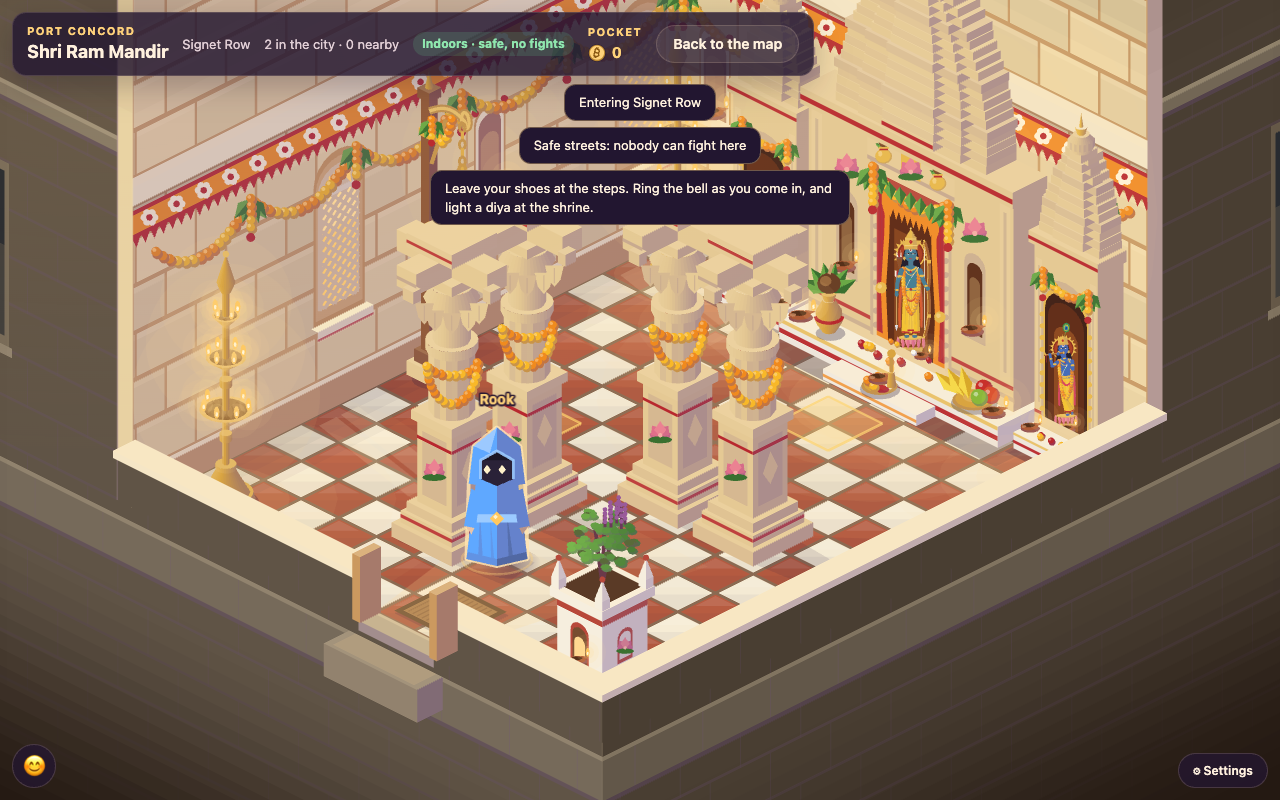 PORT CONCORD
Shri Ram Mandir
Signet Row
2 in the city · 0 nearby
Indoors · safe, no fights
POCKET
0
Back to the map
Entering Signet Row
Safe streets: nobody can fight here
Leave your shoes at the steps. Ring the bell as you come in, and
light a diya at the shrine.
Rook
Settings